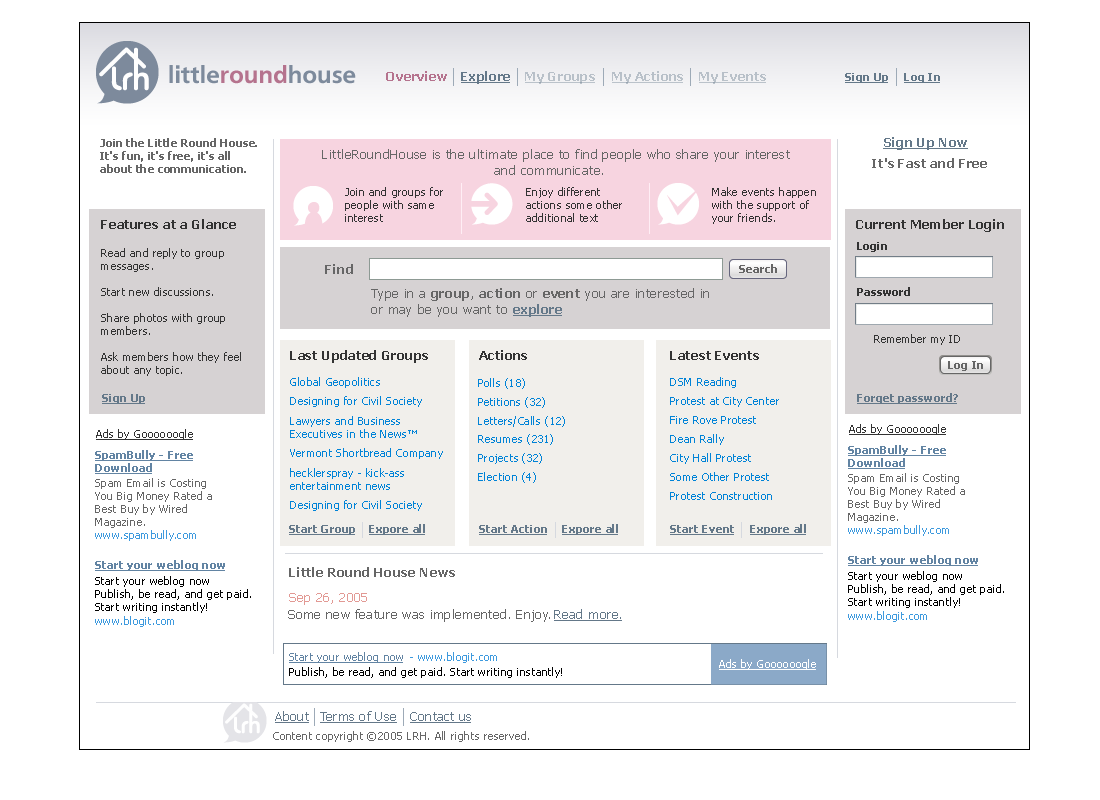 lrh littleroundhouse
Overview Explore My Groups My Actions My Events
Sign Up Log In
Join the Little Round House.
It's fun, it's free, it's all
about the communication.
Features at a Glance
Read and reply to group
messages.
Start new discussions.
Share photos with group
members.
Ask members how they feel
about any topic.
Sign Up
Ads by Goooooogle
SpamBully - Free
Download
Spam Email is Costing
You Big Money Rated a
Best Buy by Wired
Magazine.
www.spambully.com
Start your weblog now
Start your weblog now
Publish, be read, and get paid.
Start writing instantly!
www.blogit.com
LittleRoundHouse is the ultimate place to find people who share your interest
and communicate.
Join and groups for
people with same
interest
Enjoy different
actions some other
additional text
Make events happen
with the support of
your friends.
Find Search
Type in a group, action or event you are interested in
or may be you want to explore
Last Updated Groups
Global Geopolitics
Designing for Civil Society
Lawyers and Business
Executives in the News™
Vermont Shortbread Company
hecklerspray - kick-ass
entertainment news
Designing for Civil Society
Start Group Expore all
Actions
Polls (18)
Petitions (32)
Letters/Calls (12)
Resumes (231)
Projects (32)
Election (4)
Start Action Expore all
Latest Events
DSM Reading
Protest at City Center
Fire Rove Protest
Dean Rally
City Hall Protest
Some Other Protest
Protest Construction
Start Event Expore all
Little Round House News
Sep 26, 2005
Some new feature was implemented. Enjoy. Read more.
Start your weblog now - www.blogit.com
Publish, be read, and get paid. Start writing instantly!
Ads by Goooooogle
Sign Up Now
It's Fast and Free
Current Member Login
Login
Password
Remember my ID
Log In
Forget password?
Ads by Goooooogle
SpamBully - Free
Download
Spam Email is Costing
You Big Money Rated a
Best Buy by Wired
Magazine.
www.spambully.com
Start your weblog now
Start your weblog now
Publish, be read, and get paid.
Start writing instantly!
www.blogit.com
lrh
About Terms of Use Contact us
Content copyright ©2005 LRH. All rights reserved.